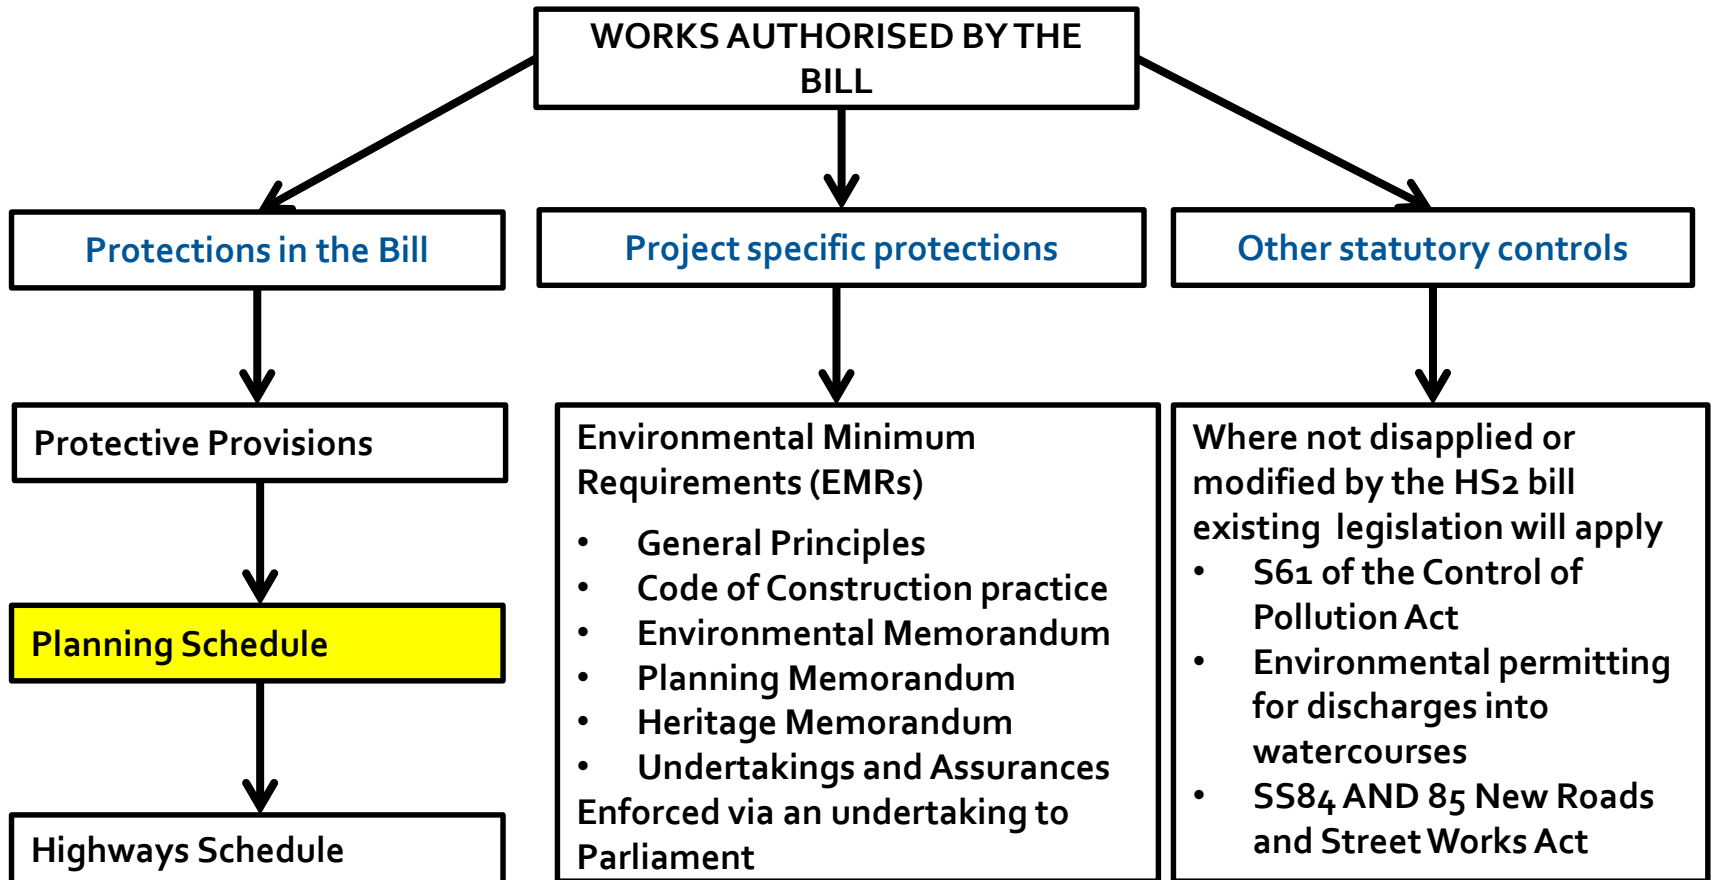 WORKS AUTHORISED BY THE
BILL
Protections in the Bill
Project specific protections
Other statutory controls
Protective Provisions
Planning Schedule
Highways Schedule
Environmental Minimum
Requirements (EMRs)
• General Principles
• Code of Construction practice
• Environmental Memorandum
• Planning Memorandum
• Heritage Memorandum
• Undertakings and Assurances
Enforced via an undertaking to
Parliament
Where not disapplied or
modified by the HS2 bill
existing legislation will apply
• S61 of the Control of
Pollution Act
• Environmental permitting
for discharges into
watercourses
• SS84 AND 85 New Roads
and Street Works Act